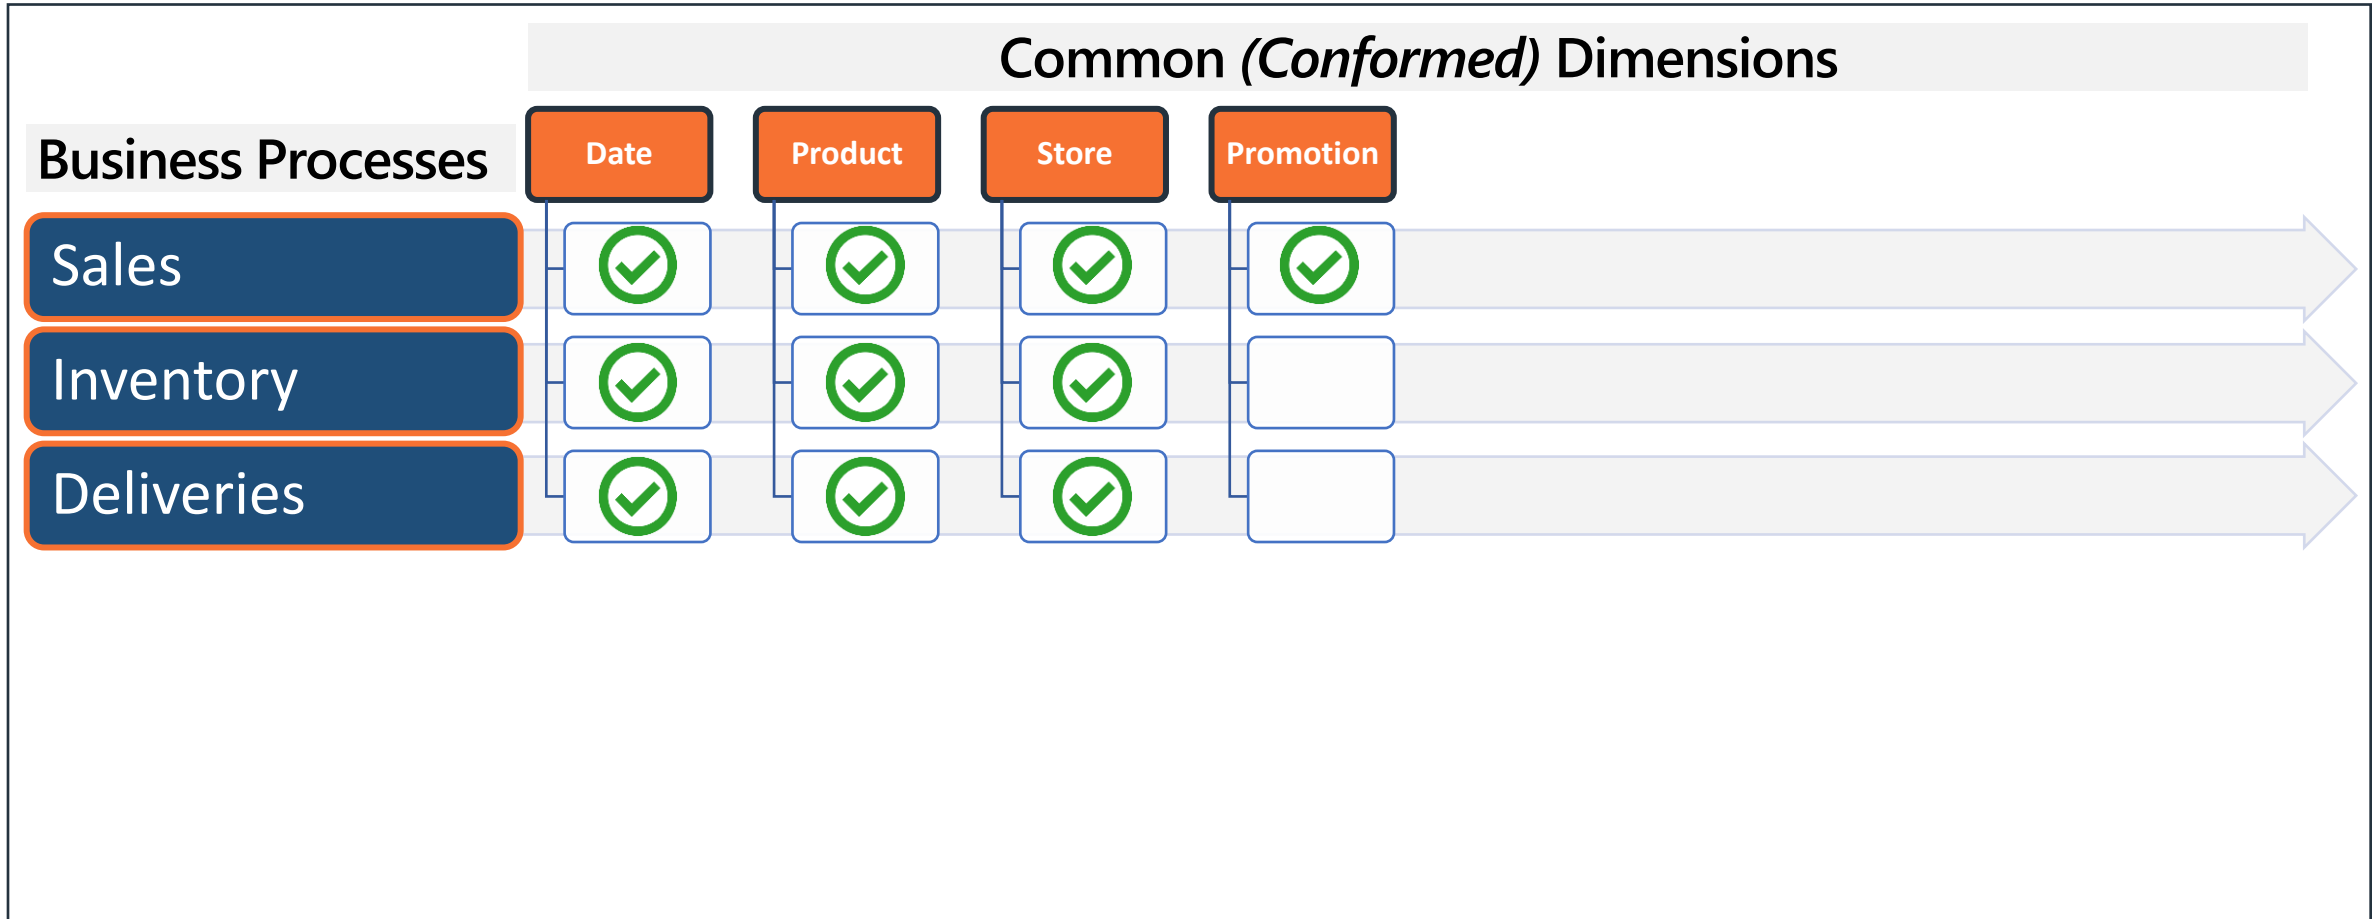 Common (Conformed) Dimensions
Business Processes
Date
Product
Store
Promotion
Sales
Inventory
Deliveries